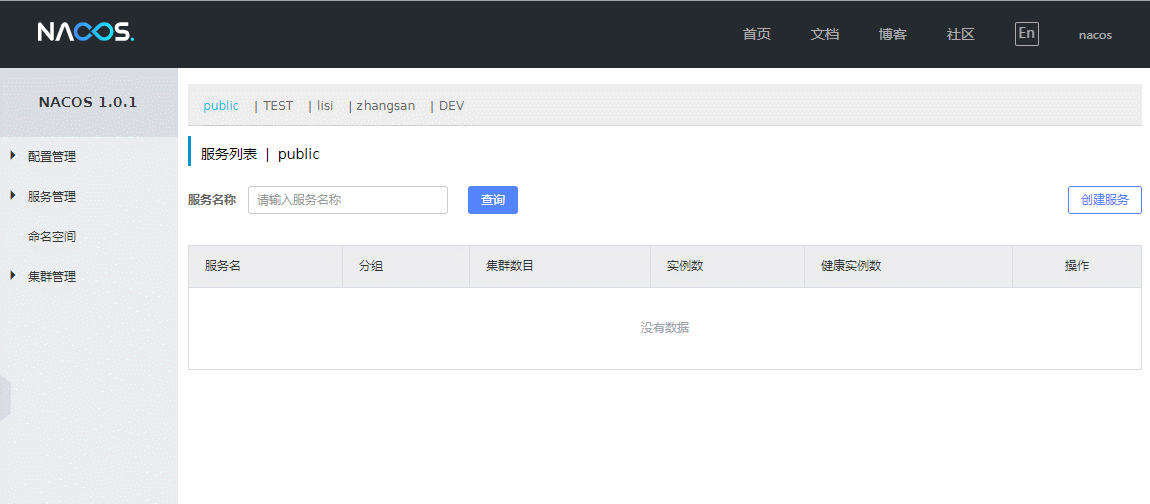 NACOS. 首页 文档 博客 社区 En nacos
NACOS 1.0.1
配置管理
服务管理
命名空间
集群管理
public | TEST | lisi | zhangsan | DEV
服务列表 | public
服务名称 请输入服务名称 查询 创建服务
服务名 分组 集群数目 实例数 健康实例数 操作
没有数据